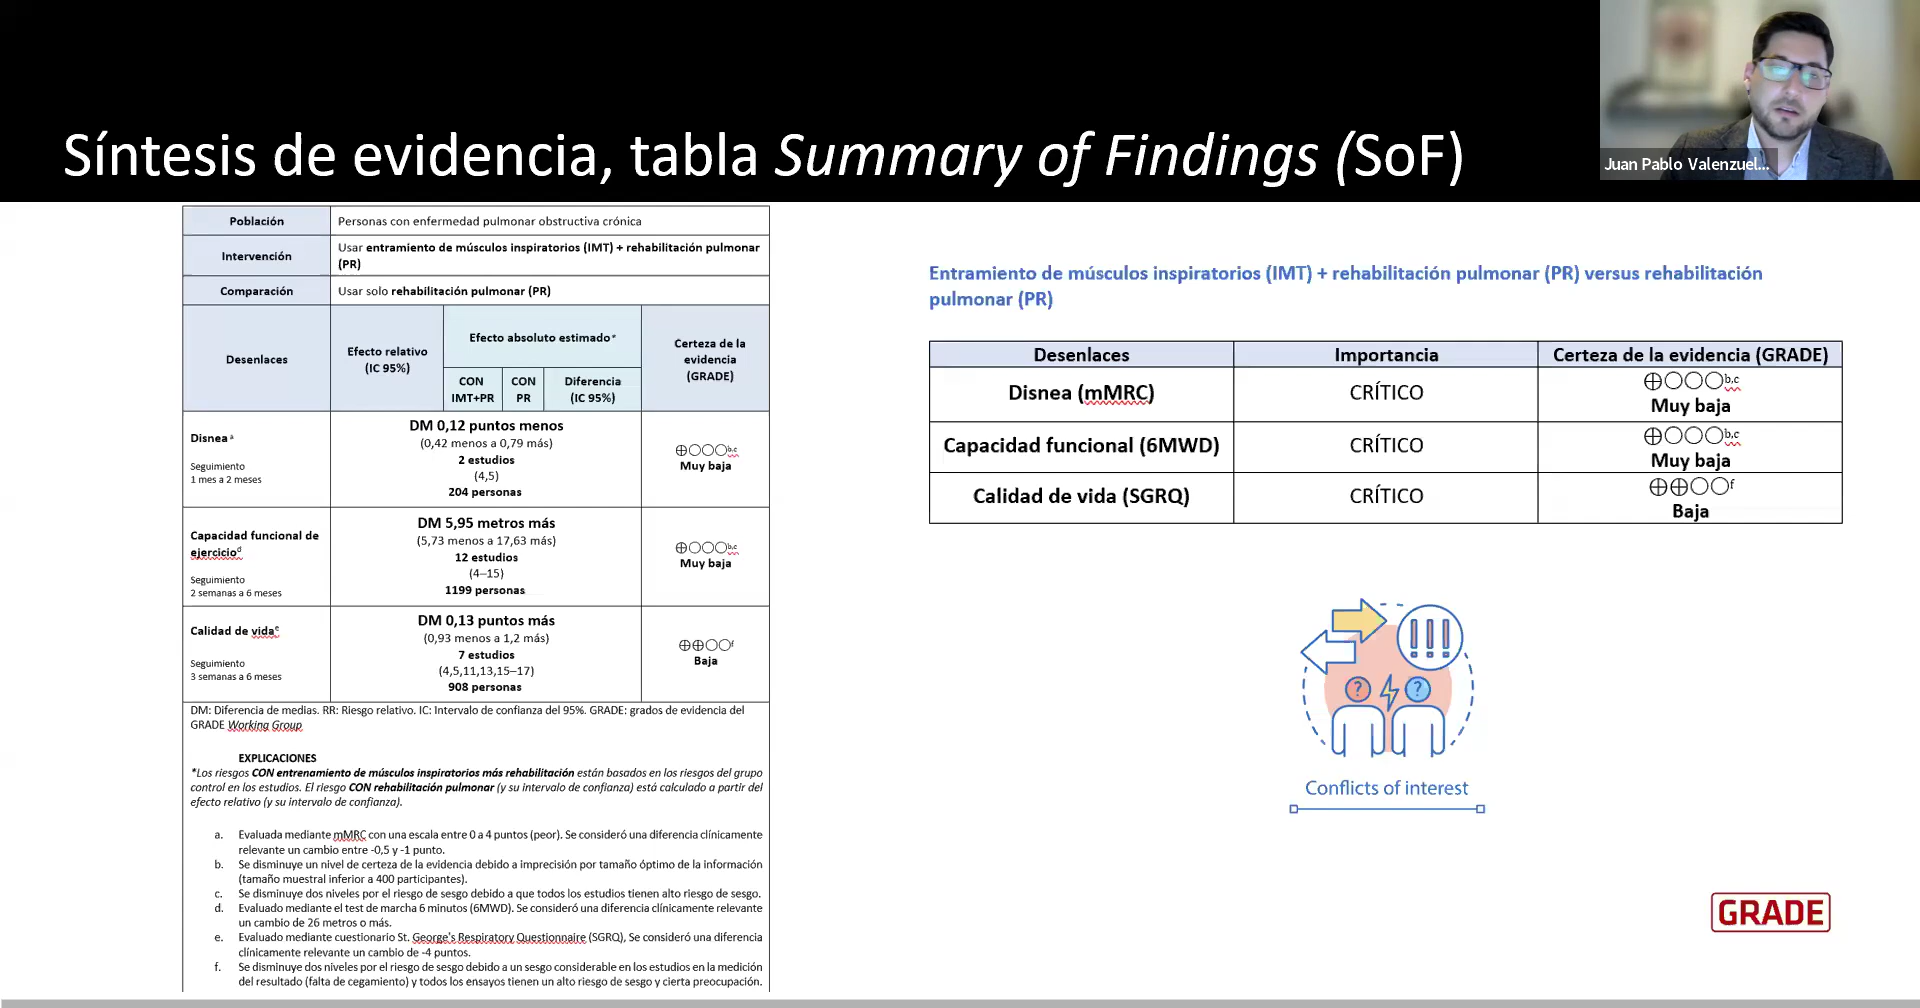 Síntesis de evidencia, tabla Summary of Findings (SoF)
Juan Pablo Valenzuel...
Población
Personas con enfermedad pulmonar obstructiva crónica
Intervención
Usar entramiento de músculos inspiratorios (IMT) + rehabilitación pulmonar
(PR)
Comparación
Usar solo rehabilitación pulmonar (PR)
Desenlaces
Efecto relativo
(IC 95%)
Efecto absoluto estimado*
CON
IMT+PR
CON
PR
Diferencia
(IC 95%)
Certeza de la
evidencia
(GRADE)
Disnea a
Seguimiento
1 mes a 2 meses
DM 0,12 puntos menos
(0,42 menos a 0,79 más)
2 estudios
(4,5)
204 personas
⊕◯◯◯b,c
Muy baja
Capacidad funcional de
ejerciciod
Seguimiento
2 semanas a 6 meses
DM 5,95 metros más
(5,73 menos a 17,63 más)
12 estudios
(4–15)
1199 personas
⊕◯◯◯b,c
Muy baja
Calidad de vidae
Seguimiento
3 semanas a 6 meses
DM 0,13 puntos más
(0,93 menos a 1,2 más)
7 estudios
(4,5,11,13,15–17)
908 personas
⊕⊕◯◯f
Baja
DM: Diferencia de medias. RR: Riesgo relativo. IC: Intervalo de confianza del 95%. GRADE: grados de evidencia del
GRADE Working Group
EXPLICACIONES
*Los riesgos CON entrenamiento de músculos inspiratorios más rehabilitación están basados en los riesgos del grupo
control en los estudios. El riesgo CON rehabilitación pulmonar (y su intervalo de confianza) está calculado a partir del
efecto relativo (y su intervalo de confianza).
a. Evaluada mediante mMRC con una escala entre 0 a 4 puntos (peor). Se consideró una diferencia clínicamente
relevante un cambio entre -0,5 y -1 punto.
b. Se disminuye un nivel de certeza de la evidencia debido a imprecisión por tamaño óptimo de la información
(tamaño muestral inferior a 400 participantes).
c. Se disminuye dos niveles por el riesgo de sesgo debido a que todos los estudios tienen alto riesgo de sesgo.
d. Evaluado mediante el test de marcha 6 minutos (6MWD). Se consideró una diferencia clínicamente relevante
un cambio de 26 metros o más.
e. Evaluado mediante cuestionario St. George's Respiratory Questionnaire (SGRQ), Se consideró una diferencia
clínicamente relevante un cambio de -4 puntos.
f. Se disminuye dos niveles por el riesgo de sesgo debido a un sesgo considerable en los estudios en la medición
del resultado (falta de cegamiento) y todos los ensayos tienen un alto riesgo de sesgo y cierta preocupación.
Entramiento de músculos inspiratorios (IMT) + rehabilitación pulmonar (PR) versus rehabilitación
pulmonar (PR)
Desenlaces Importancia Certeza de la evidencia (GRADE)
Disnea (mMRC) CRÍTICO ⊕◯◯◯b,c
Muy baja
Capacidad funcional (6MWD) CRÍTICO ⊕◯◯◯b,c
Muy baja
Calidad de vida (SGRQ) CRÍTICO ⊕⊕◯◯f
Baja
!!!
? ?
Conflicts of interest
GRADE